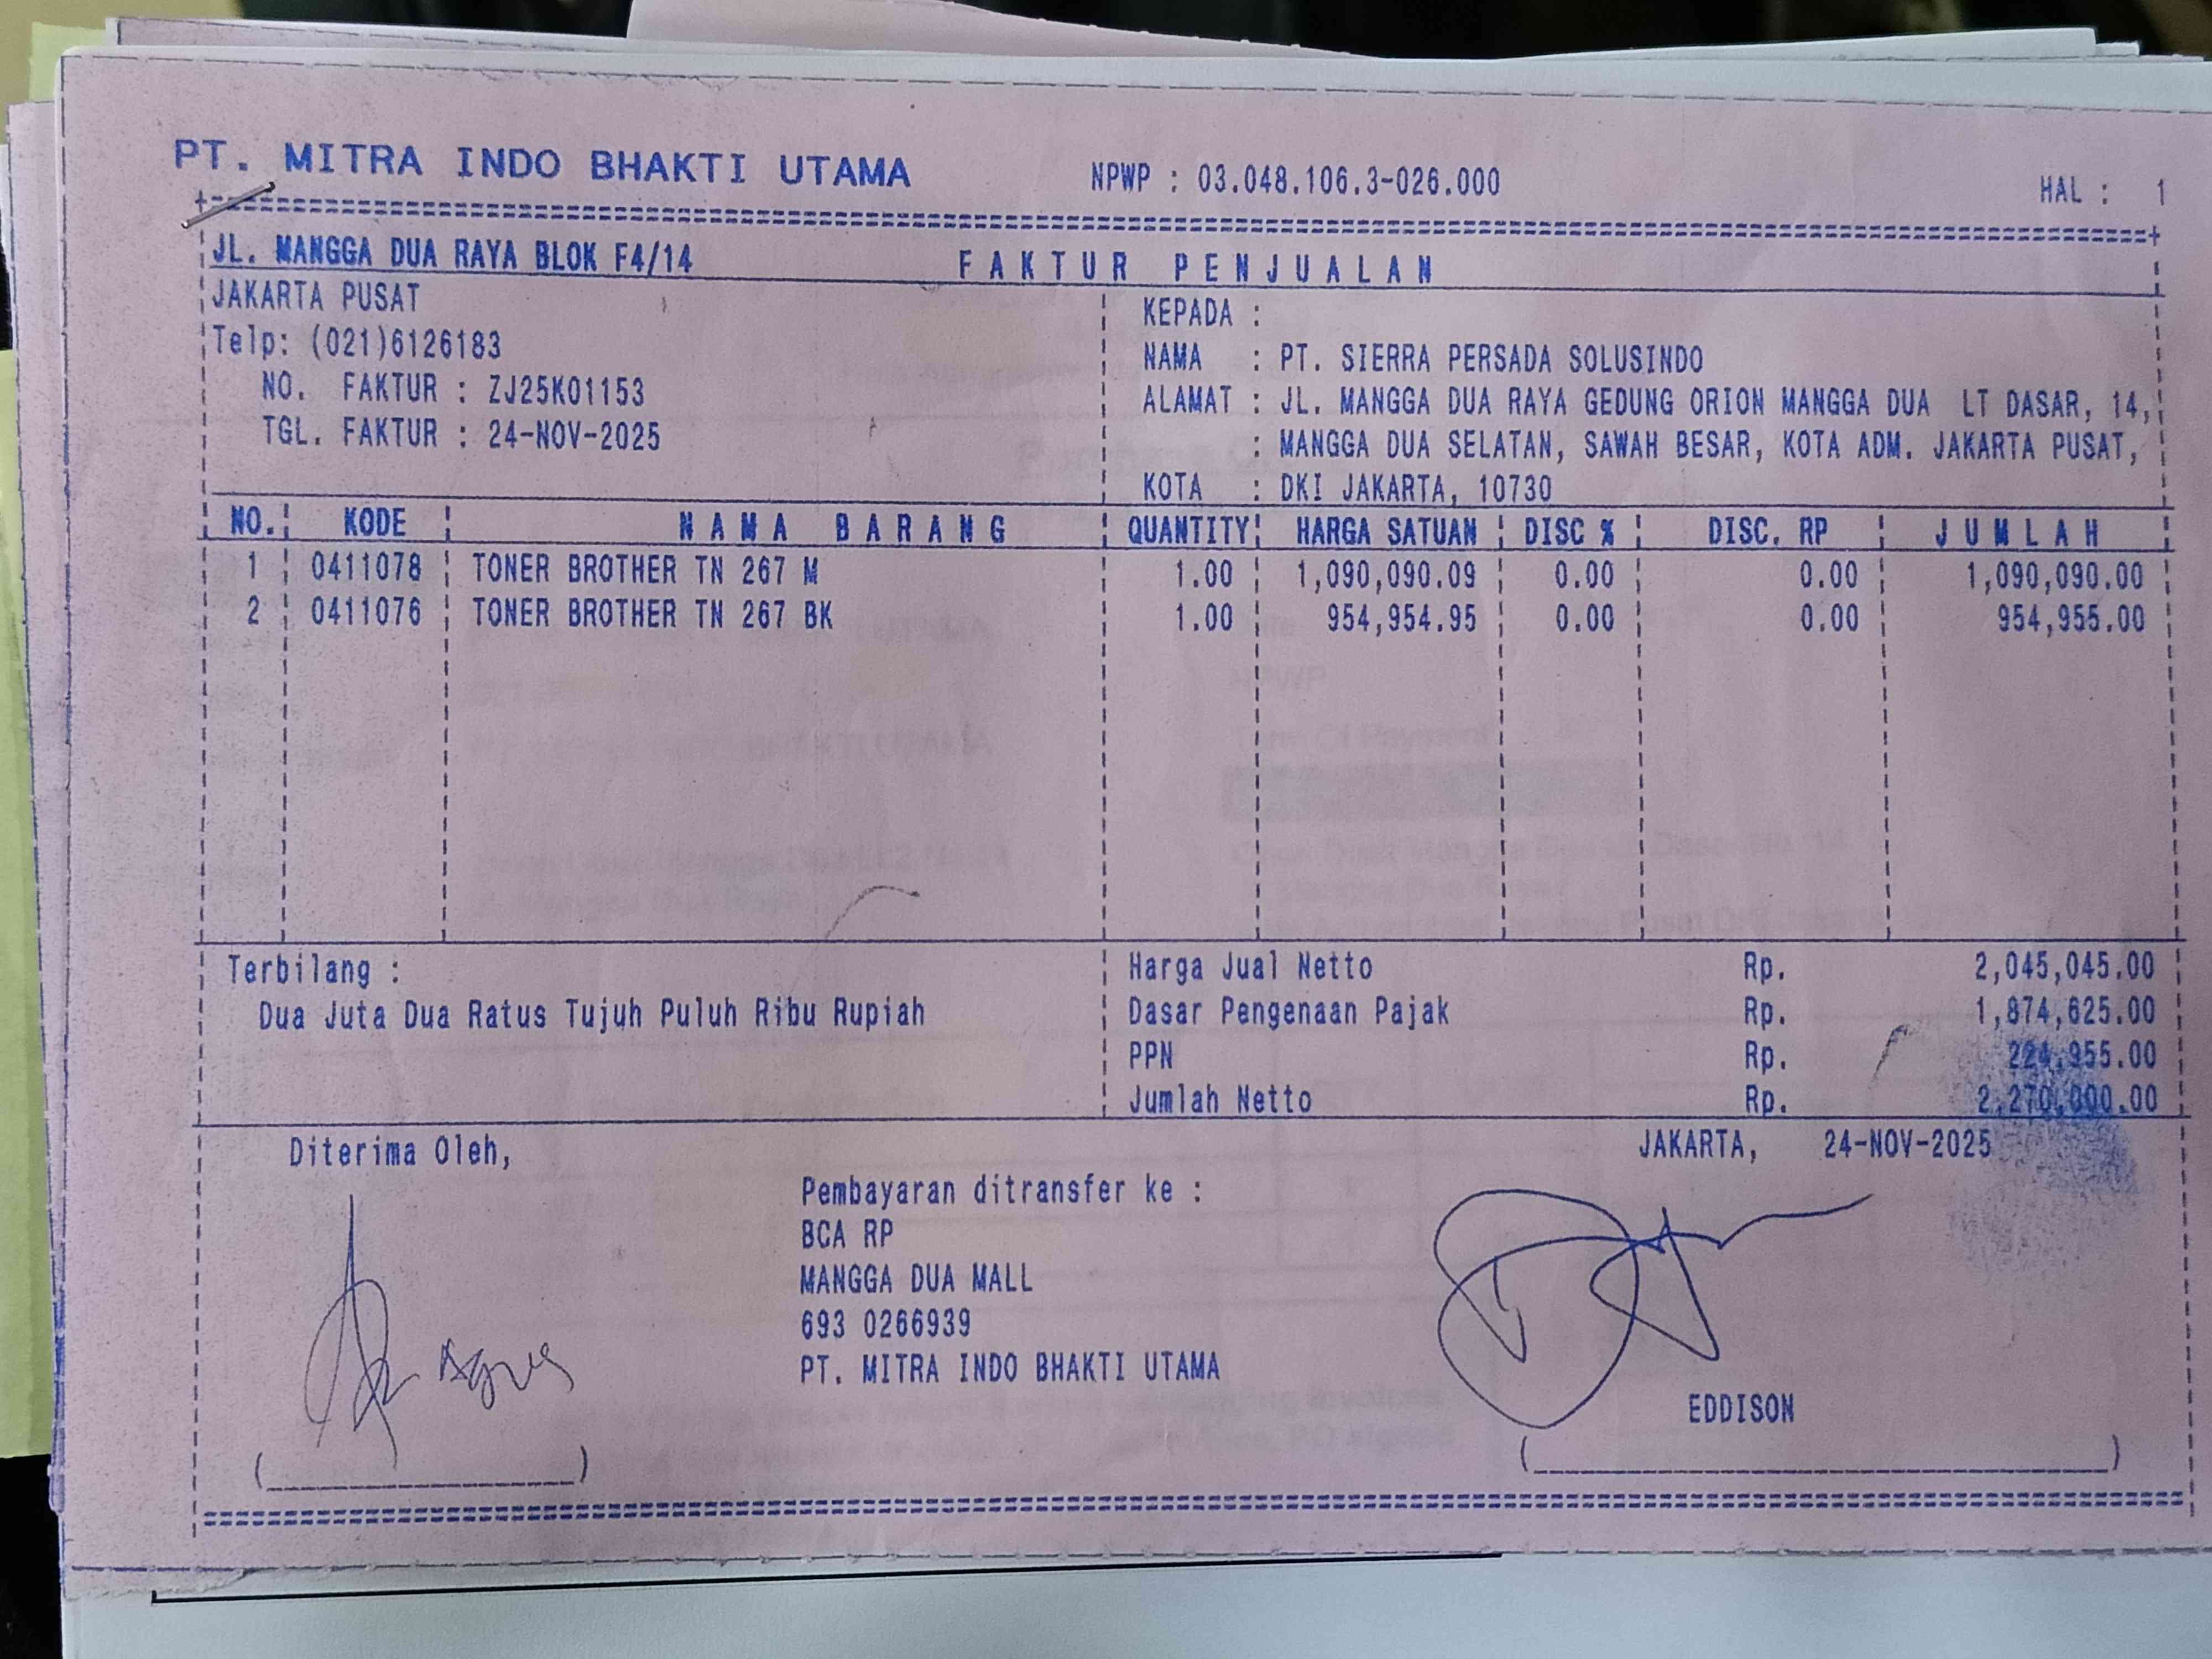 PT. MITRA INDO BHAKTI UTAMA NPWP : 03.048.106.3-026.000 HAL : 1
JL. MANGGA DUA RAYA BLOK F4/14 FAKTUR PENJUALAN
JAKARTA PUSAT
Telp: (021)6126183
NO. FAKTUR : ZJ25K01153
TGL. FAKTUR : 24-NOV-2025
KEPADA :
NAMA : PT. SIERRA PERSADA SOLUSINDO
ALAMAT : JL. MANGGA DUA RAYA GEDUNG ORION MANGGA DUA LT DASAR, 14,
: MANGGA DUA SELATAN, SAWAH BESAR, KOTA ADM. JAKARTA PUSAT,
KOTA : DKI JAKARTA, 10730
NO. KODE NAMA BARANG QUANTITY HARGA SATUAN DISC % DISC. RP JUMLAH
1 0411078 TONER BROTHER TN 267 M 1.00 1,090,090.09 0.00 0.00 1,090,090.00
2 0411076 TONER BROTHER TN 267 BK 1.00 954,954.95 0.00 0.00 954,955.00
Terbilang :
Dua Juta Dua Ratus Tujuh Puluh Ribu Rupiah
Harga Jual Netto Rp. 2,045,045.00
Dasar Pengenaan Pajak Rp. 1,874,625.00
PPN Rp. 224,955.00
Jumlah Netto Rp. 2,270,000.00
Diterima Oleh,
Agus
Pembayaran ditransfer ke :
BCA RP
MANGGA DUA MALL
693 0266939
PT. MITRA INDO BHAKTI UTAMA
JAKARTA, 24-NOV-2025
EDDISON